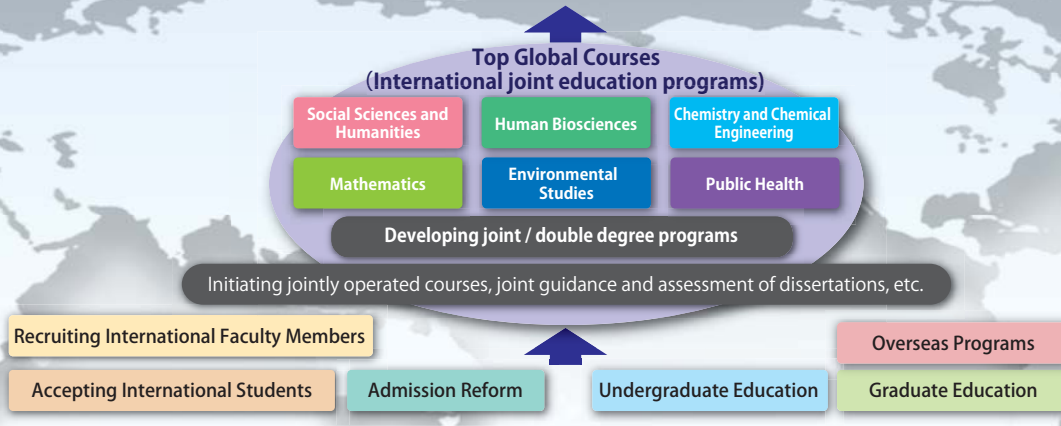 Top Global Courses
(International joint education programs)
Social Sciences and
Humanities
Human Biosciences
Chemistry and Chemical
Engineering
Mathematics
Environmental
Studies
Public Health
Developing joint / double degree programs
Initiating jointly operated courses, joint guidance and assessment of dissertations, etc.
Recruiting International Faculty Members
Overseas Programs
Accepting International Students
Admission Reform
Undergraduate Education
Graduate Education